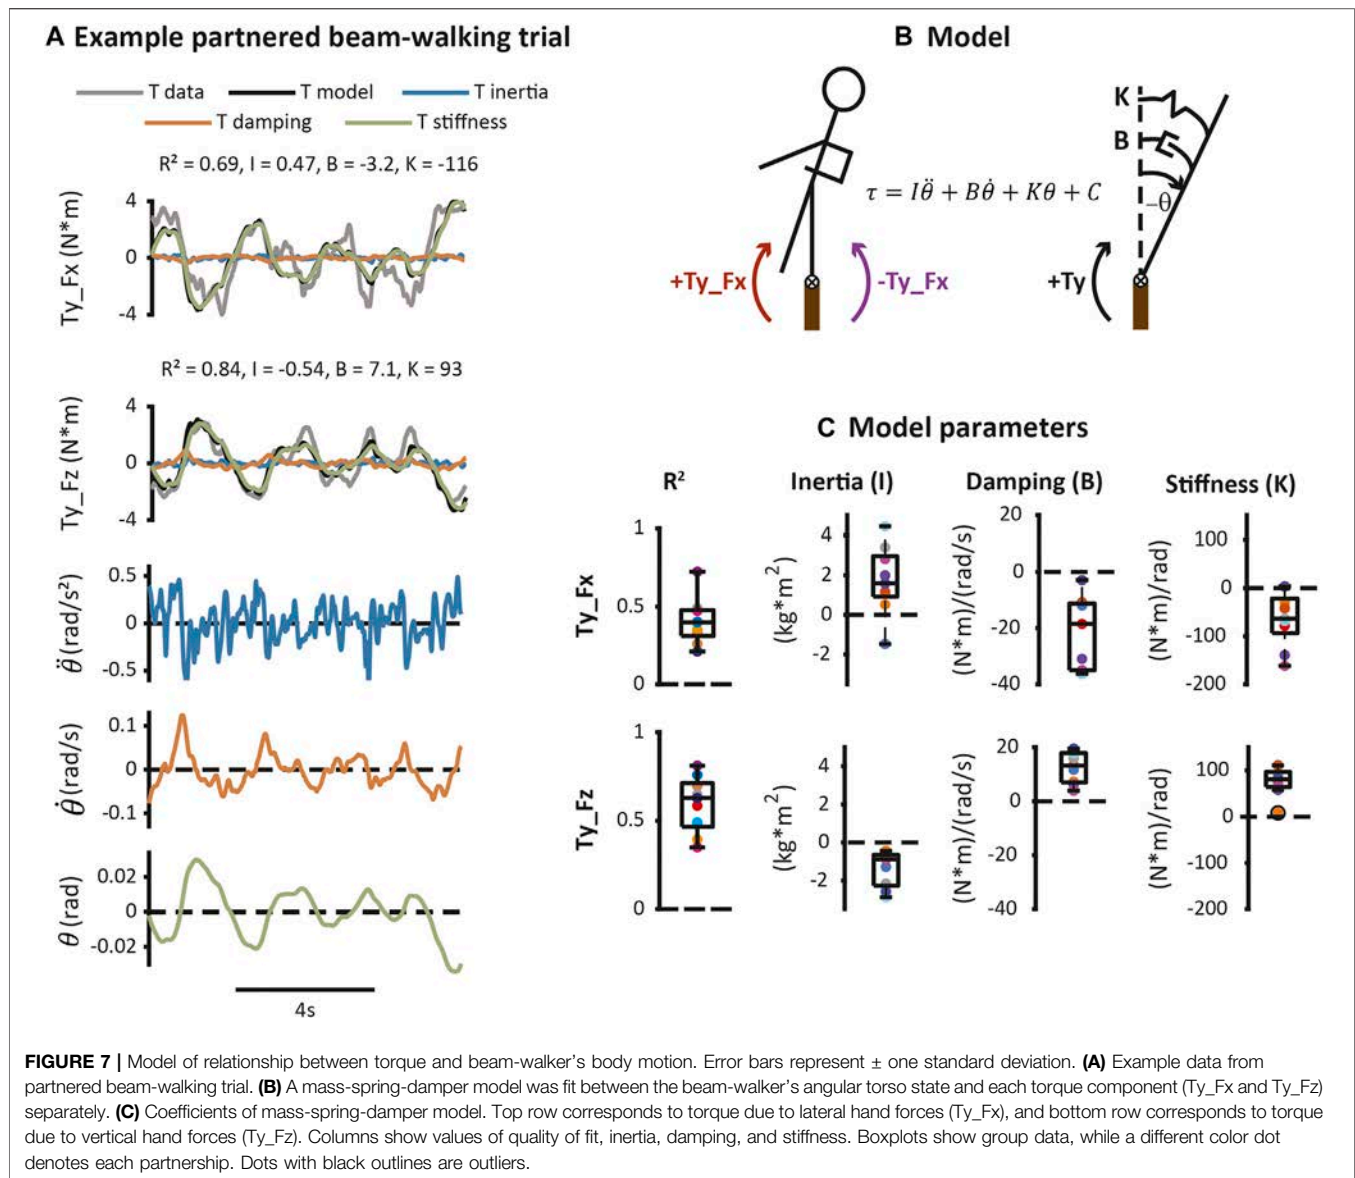 A Example partnered beam-walking trial
T data T model T inertia
T damping T stiffness
R² = 0.69, I = 0.47, B = -3.2, K = -116
Ty_Fx (N*m)
4
0
-4
R² = 0.84, I = -0.54, B = 7.1, K = 93
Ty_Fz (N*m)
4
0
-4
θ̈ (rad/s²)
0.5
0
-0.5
θ̇ (rad/s)
0.1
0
-0.1
θ (rad)
0.02
0
-0.02
4s
B Model
τ = Iθ̈ + Bθ̇ + Kθ + C
+Ty_Fx
-Ty_Fx
K
B
-θ
+Ty
C Model parameters
R² Inertia (I) Damping (B) Stiffness (K)
Ty_Fx
1
0.5
0
(kg*m²)
4
2
0
-2
(N*m)/(rad/s)
20
0
-20
-40
(N*m)/rad)
100
0
-100
-200
Ty_Fz
1
0.5
0
(kg*m²)
4
2
0
-2
(N*m)/(rad/s)
20
0
-20
-40
(N*m)/rad)
100
0
-100
-200
FIGURE 7 | Model of relationship between torque and beam-walker's body motion. Error bars represent ± one standard deviation. (A) Example data from
partnered beam-walking trial. (B) A mass-spring-damper model was fit between the beam-walker's angular torso state and each torque component (Ty_Fx and Ty_Fz)
separately. (C) Coefficients of mass-spring-damper model. Top row corresponds to torque due to lateral hand forces (Ty_Fx), and bottom row corresponds to torque
due to vertical hand forces (Ty_Fz). Columns show values of quality of fit, inertia, damping, and stiffness. Boxplots show group data, while a different color dot
denotes each partnership. Dots with black outlines are outliers.